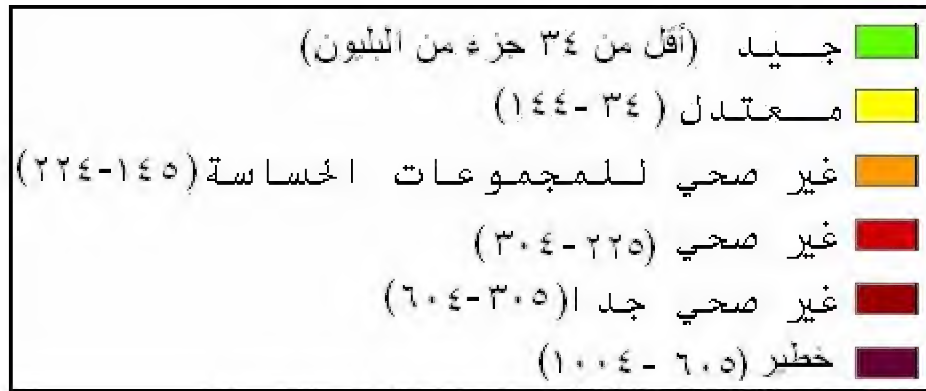 جيد (أقل من ٣٤ جزء من البليون)
معتدل (٣٤ - ١٤٤)
غير صحي للمجموعات الحساسة (١٤٥-٢٢٤)
غير صحي (٢٢٥-٣٠٤)
غير صحي جدا (٣٠٥-٦٠٤)
خطير (٦٠٥ - ١٠٠٤)